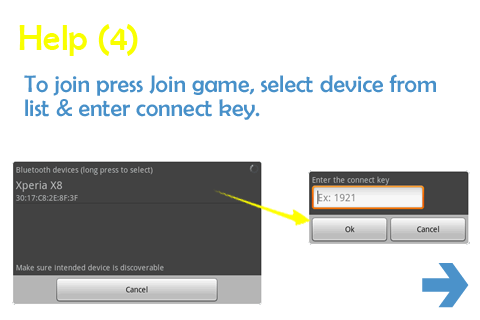 Help (4)
To join press Join game, select device from
list & enter connect key.
Bluetooth devices (long press to select)
Xperia X8
30:17:C8:2E:8F:3F
Make sure intended device is discoverable
Cancel
Enter the connect key
Ex: 1921
Ok
Cancel